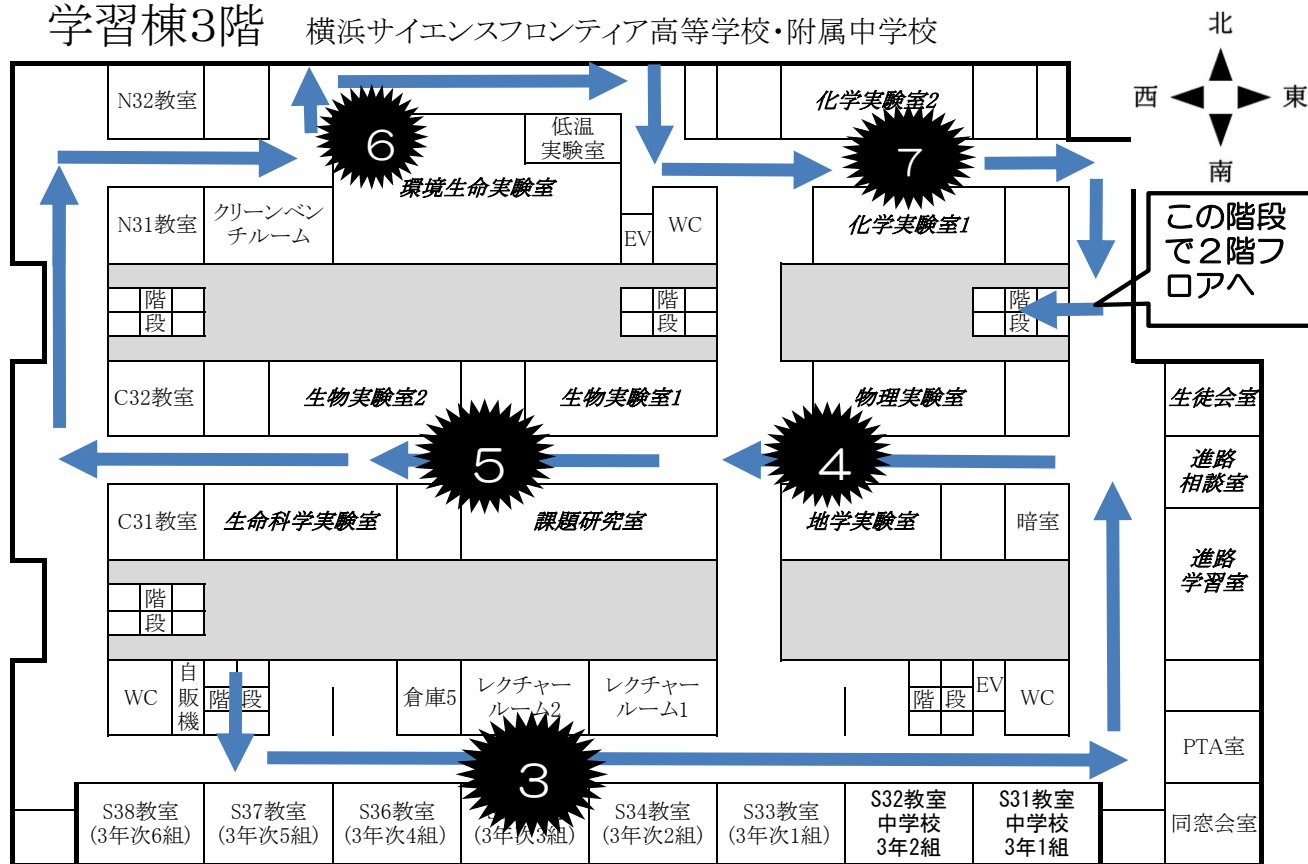 学習棟3階 横浜サイエンスフロンティア高等学校・附属中学校
北
西 東
南
N32教室
化学実験室2
低温
実験室
6
7
環境生命実験室
N31教室
クリーンベン
チルーム
EV
WC
化学実験室1
この階段
で２階フ
ロアへ
階
段
階
段
階
段
C32教室
生物実験室2
生物実験室1
物理実験室
生徒会室
5
4
進路
相談室
C31教室
生命科学実験室
課題研究室
地学実験室
暗室
進路
学習室
階
段
WC
自
販
機
階 段
倉庫5
レクチャー
ルーム2
レクチャー
ルーム1
階 段
EV
WC
PTA室
3
S38教室
(3年次6組)
S37教室
(3年次5組)
S36教室
(3年次4組)
(3年次3組)
S34教室
(3年次2組)
S33教室
(3年次1組)
S32教室
中学校
3年2組
S31教室
中学校
3年1組
同窓会室